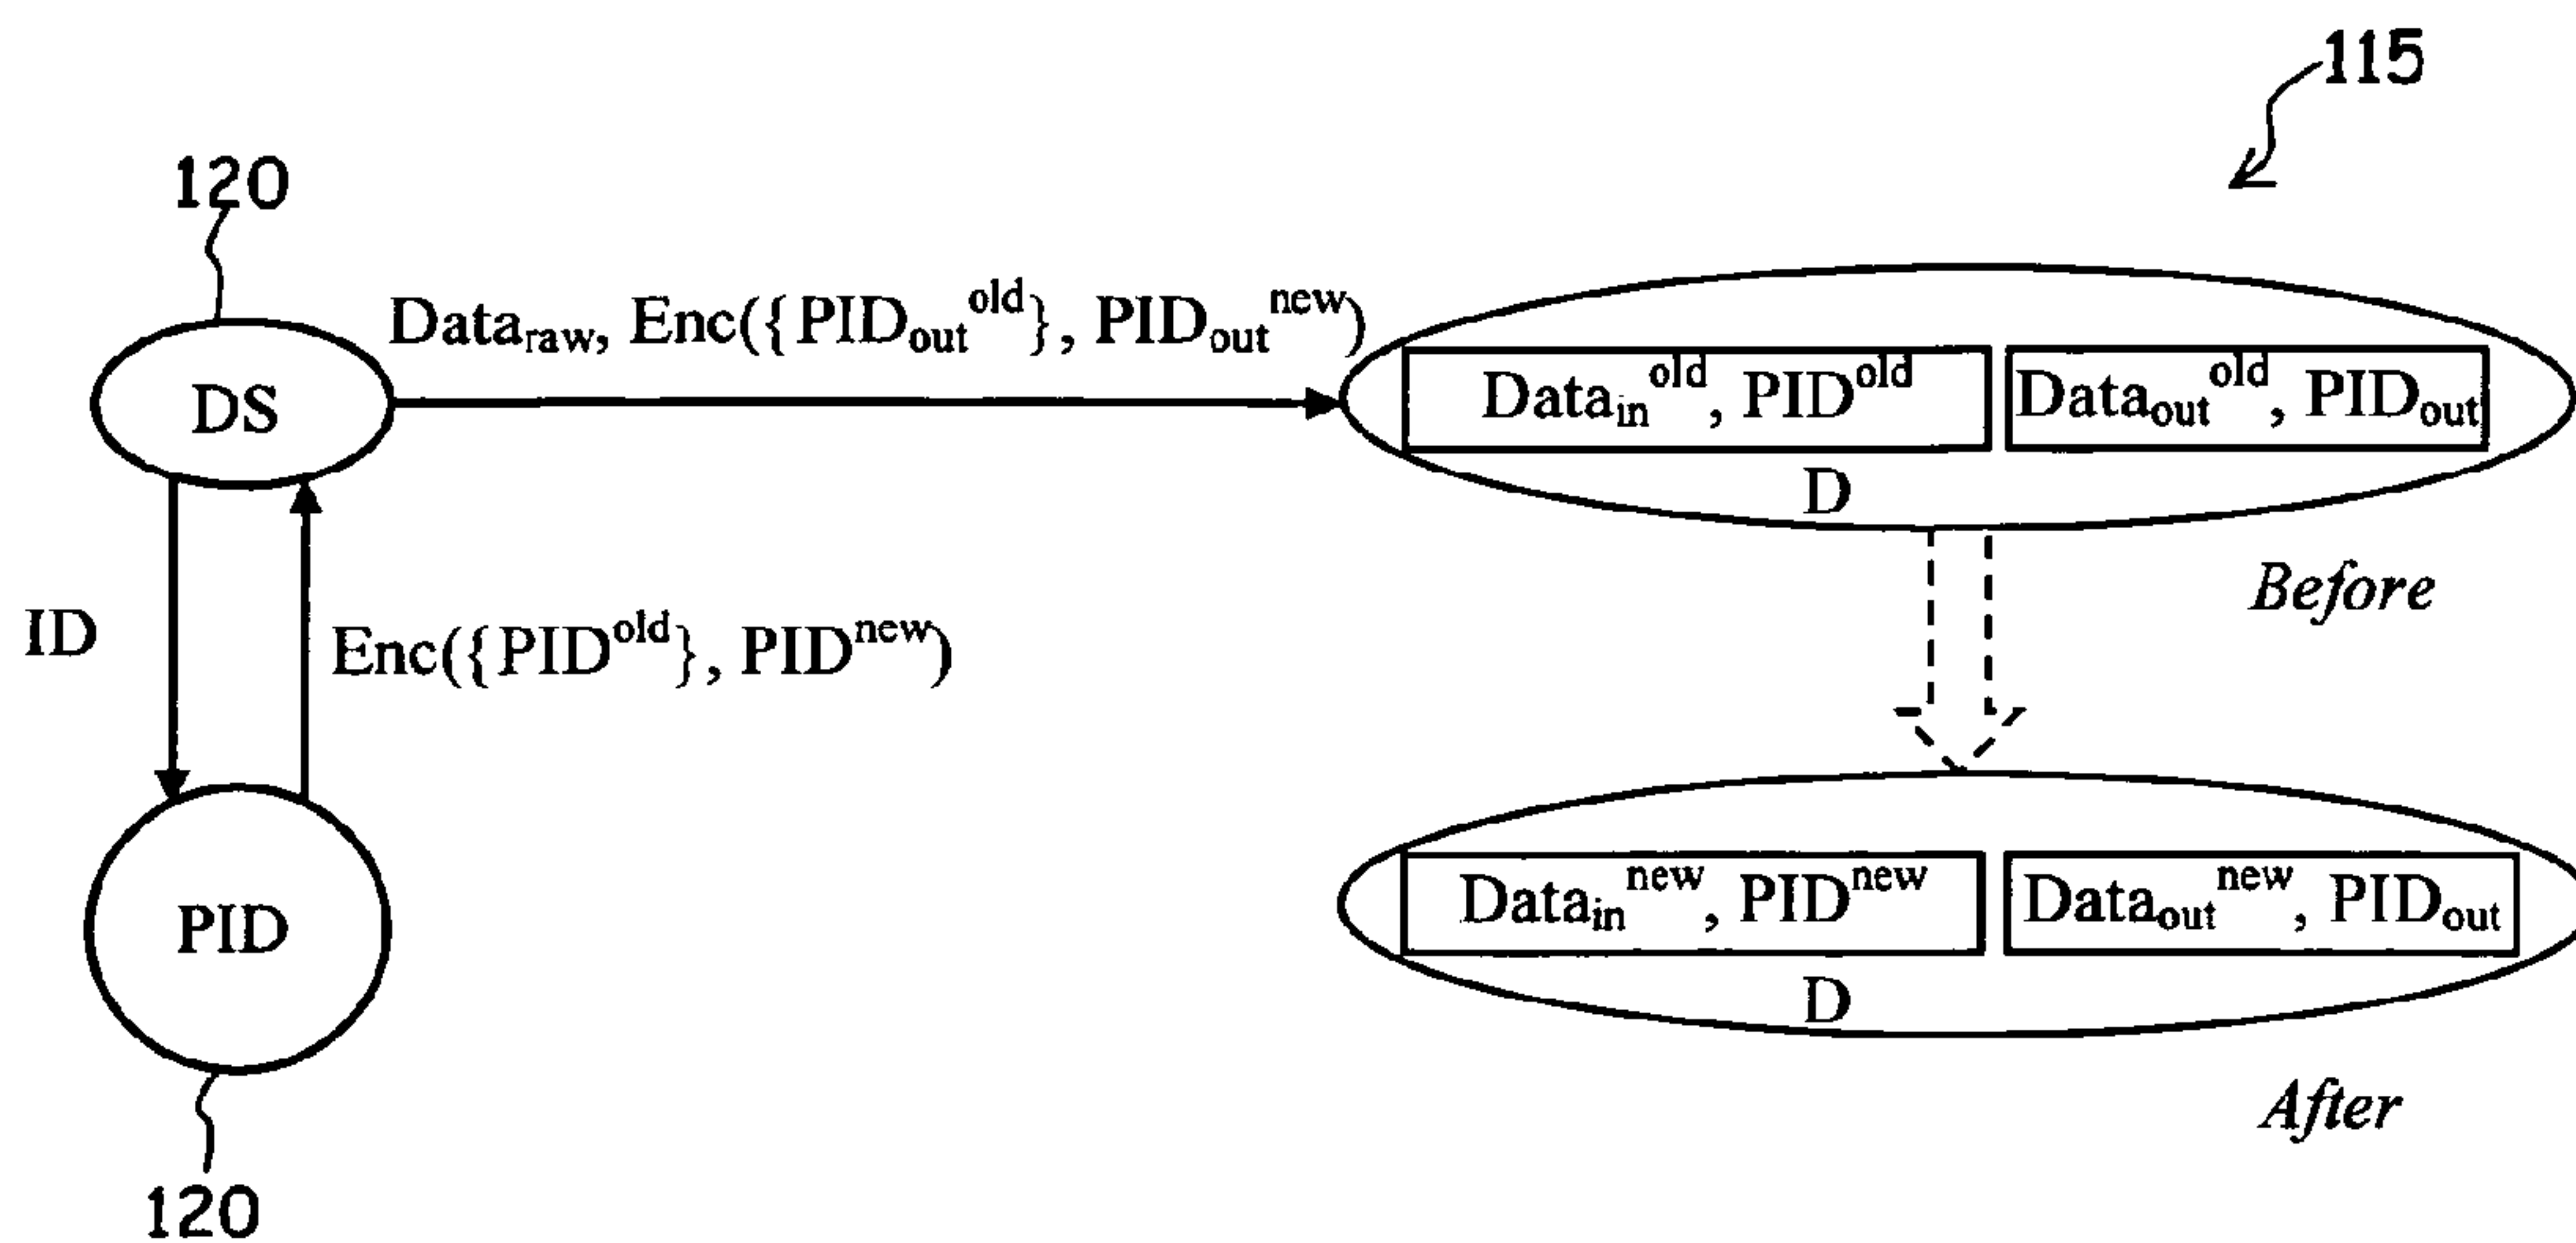 115
120
Data_raw, Enc({PID_out^old}, PID_out^new)
DS
Data_in^old, PID^old
Data_out^old, PID_out
D
Before
ID
Enc({PID^old}, PID^new)
PID
Data_in^new, PID^new
Data_out^new, PID_out
D
After
120